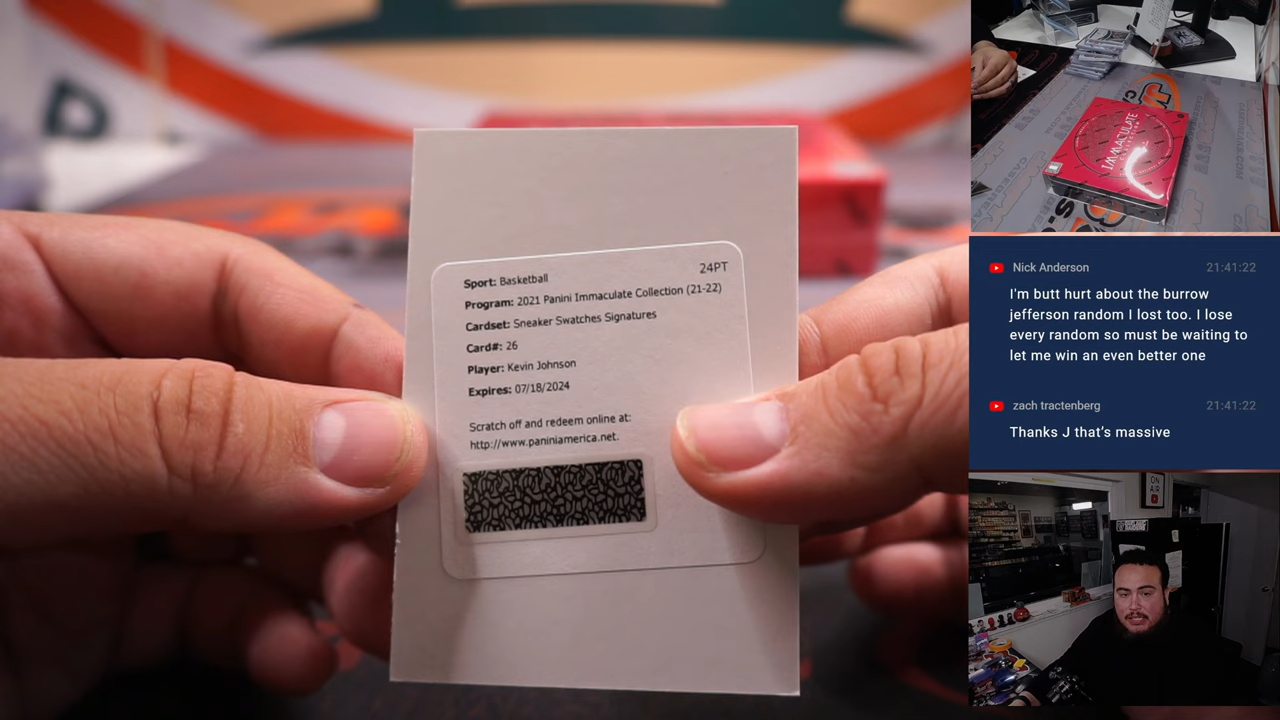 24PT
Sport: Basketball
Program: 2021 Panini Immaculate Collection (21-22)
Cardset: Sneaker Swatches Signatures
Card#: 26
Player: Kevin Johnson
Expires: 07/18/2024
Scratch off and redeem online at:
http://www.paniniamerica.net.
IMMACULATE
Nick Anderson 21:41:22
I'm butt hurt about the burrow
jefferson random I lost too. I lose
every random so must be waiting to
let me win an even better one
zach tractenberg 21:41:22
Thanks J that's massive
ON
AIR